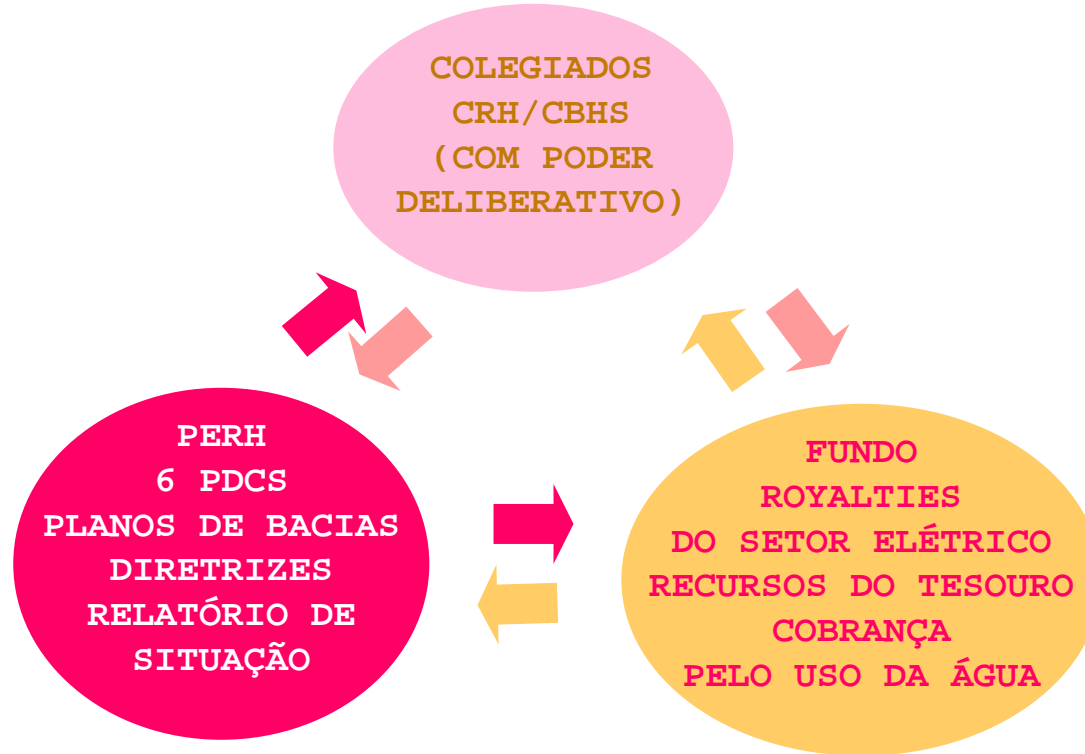 COLEGIADOS
CRH/CBHS
(COM PODER
DELIBERATIVO)
PERH
6 PDCS
PLANOS DE BACIAS
DIRETRIZES
RELATÓRIO DE
SITUAÇÃO
FUNDO
ROYALTIES
DO SETOR ELÉTRICO
RECURSOS DO TESOURO
COBRANÇA
PELO USO DA ÁGUA